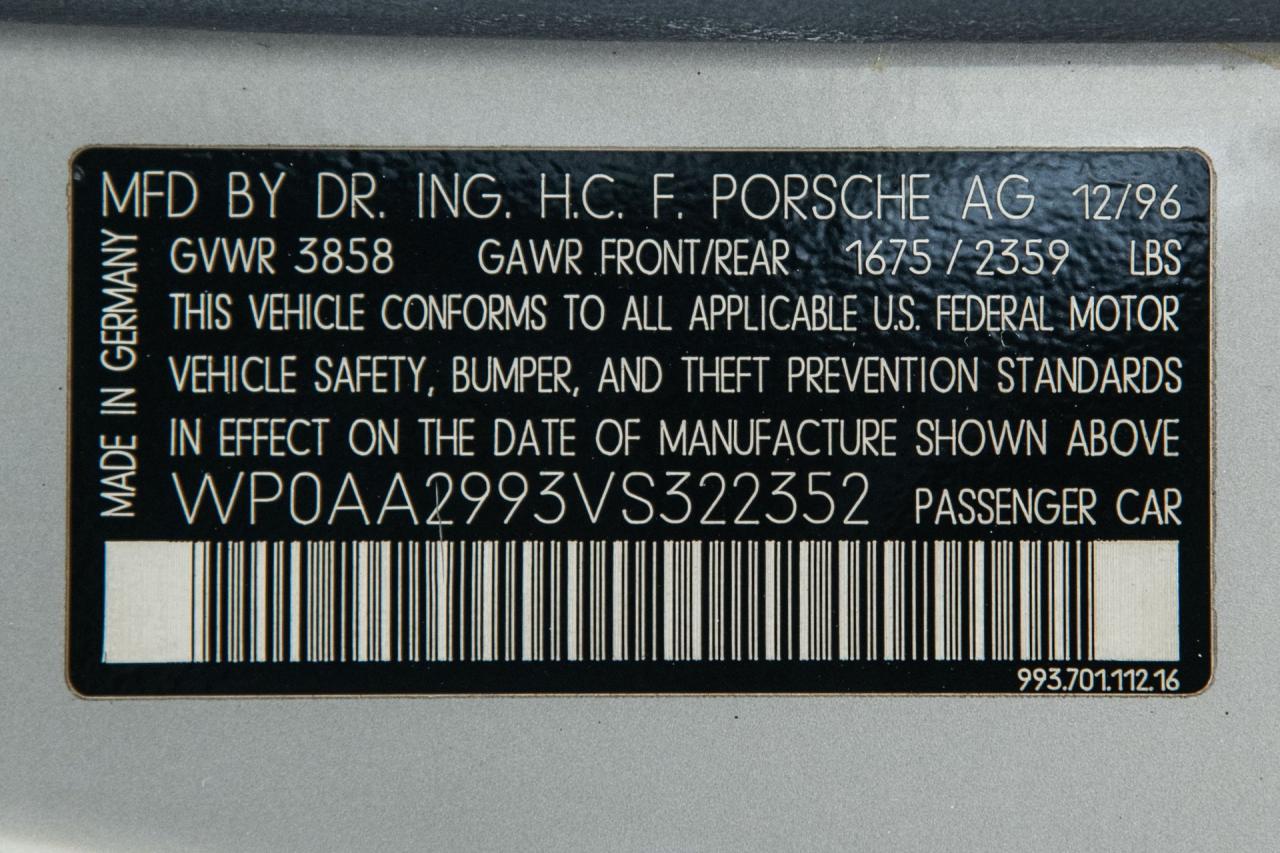 MFD BY DR. ING. H.C. F. PORSCHE AG 12/96
GVWR 3858 GAWR FRONT/REAR 1675 / 2359 LBS
THIS VEHICLE CONFORMS TO ALL APPLICABLE U.S. FEDERAL MOTOR
VEHICLE SAFETY, BUMPER, AND THEFT PREVENTION STANDARDS
IN EFFECT ON THE DATE OF MANUFACTURE SHOWN ABOVE
WP0AA2993VS322352 PASSENGER CAR
993.701.112.16
MADE IN GERMANY